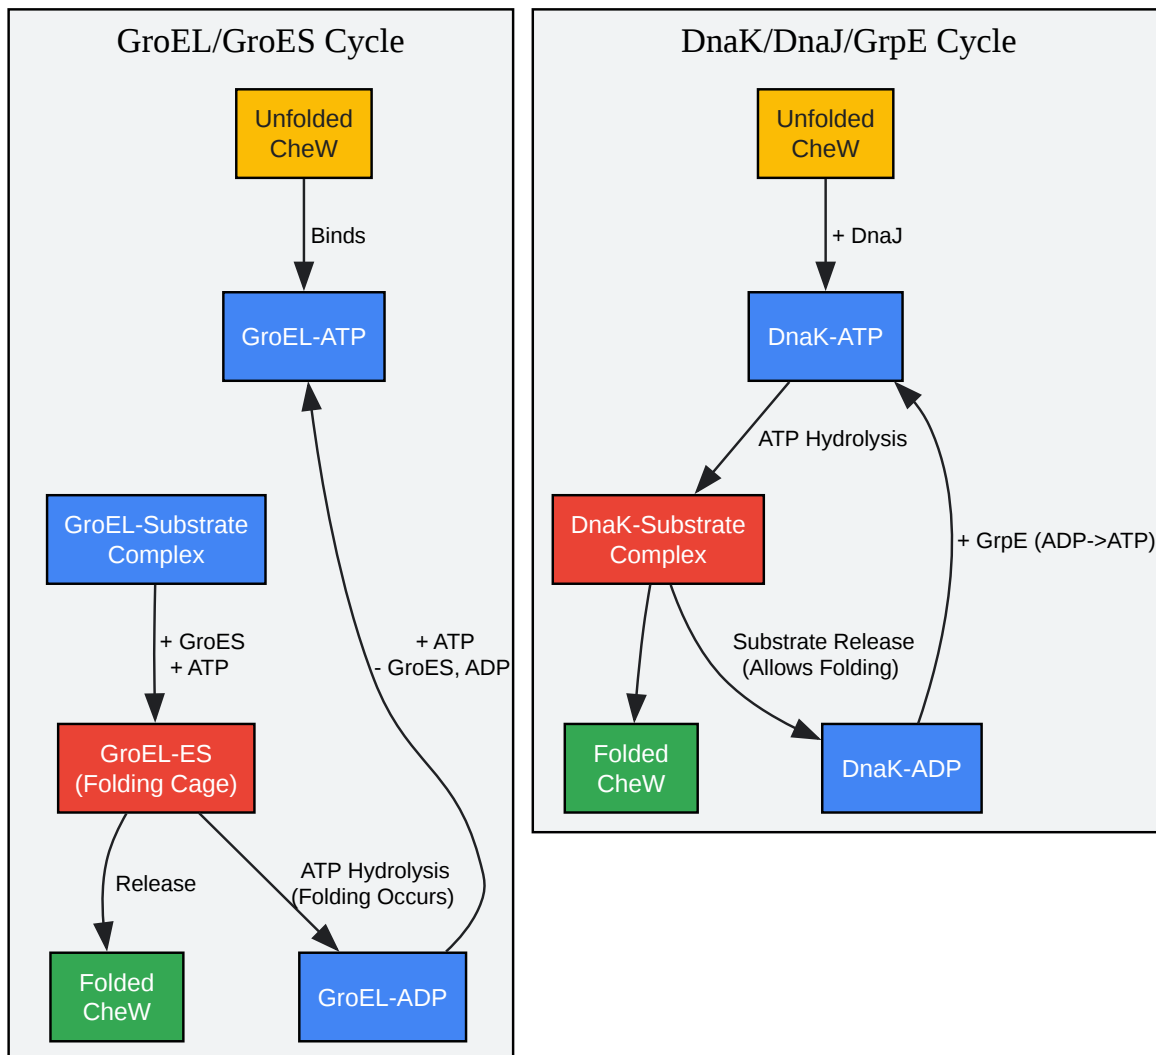 GroEL/GroES Cycle
Unfolded
CheW
Binds
GroEL-ATP
GroEL-Substrate
Complex
+ GroES
+ ATP
+ ATP
- GroES, ADP
GroEL-ES
(Folding Cage)
Release
ATP Hydrolysis
(Folding Occurs)
Folded
CheW
GroEL-ADP
DnaK/DnaJ/GrpE Cycle
Unfolded
CheW
+ DnaJ
DnaK-ATP
ATP Hydrolysis
DnaK-Substrate
Complex
+ GrpE (ADP->ATP)
Substrate Release
(Allows Folding)
Folded
CheW
DnaK-ADP